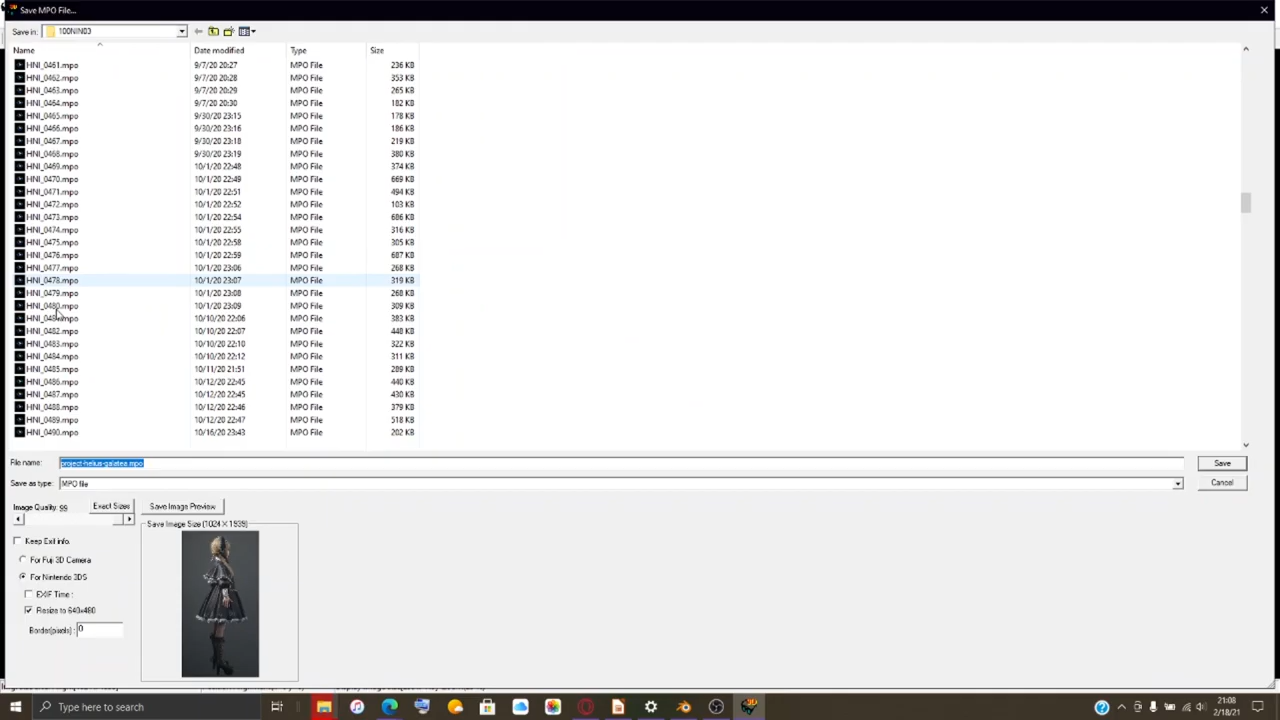 Save MPO File...
Save in: 100NIN03
Name Date modified Type Size
HNI_0461.mpo 9/7/20 20:27 MPO File 236 KB
HNI_0462.mpo 9/7/20 20:28 MPO File 353 KB
HNI_0463.mpo 9/7/20 20:29 MPO File 265 KB
HNI_0464.mpo 9/7/20 20:30 MPO File 182 KB
HNI_0465.mpo 9/30/20 23:15 MPO File 178 KB
HNI_0466.mpo 9/30/20 23:16 MPO File 186 KB
HNI_0467.mpo 9/30/20 23:18 MPO File 219 KB
HNI_0468.mpo 9/30/20 23:19 MPO File 380 KB
HNI_0469.mpo 10/1/20 22:48 MPO File 374 KB
HNI_0470.mpo 10/1/20 22:49 MPO File 669 KB
HNI_0471.mpo 10/1/20 22:51 MPO File 494 KB
HNI_0472.mpo 10/1/20 22:52 MPO File 103 KB
HNI_0473.mpo 10/1/20 22:54 MPO File 686 KB
HNI_0474.mpo 10/1/20 22:55 MPO File 316 KB
HNI_0475.mpo 10/1/20 22:58 MPO File 305 KB
HNI_0476.mpo 10/1/20 22:59 MPO File 687 KB
HNI_0477.mpo 10/1/20 23:06 MPO File 268 KB
HNI_0478.mpo 10/1/20 23:07 MPO File 319 KB
HNI_0479.mpo 10/1/20 23:08 MPO File 268 KB
HNI_0480.mpo 10/1/20 23:09 MPO File 309 KB
HNI_0481.mpo 10/10/20 22:06 MPO File 383 KB
HNI_0482.mpo 10/10/20 22:07 MPO File 448 KB
HNI_0483.mpo 10/10/20 22:10 MPO File 322 KB
HNI_0484.mpo 10/10/20 22:12 MPO File 311 KB
HNI_0485.mpo 10/11/20 21:51 MPO File 289 KB
HNI_0486.mpo 10/12/20 22:45 MPO File 440 KB
HNI_0487.mpo 10/12/20 22:45 MPO File 430 KB
HNI_0488.mpo 10/12/20 22:46 MPO File 379 KB
HNI_0489.mpo 10/12/20 22:47 MPO File 518 KB
HNI_0490.mpo 10/16/20 23:43 MPO File 202 KB
File name: project-helius-galatea.mpo Save
Save as type: MPO file Cancel
Image Quality: 99 Exact Sizes Save Image Preview
Save Image Size (1024×1939)
Keep Exif info.
For Fuji 3D Camera
For Nintendo 3DS
EXIF Time :
Resize to 640x480
Border(pixels) : 0
Type here to search
21:08
2/18/21